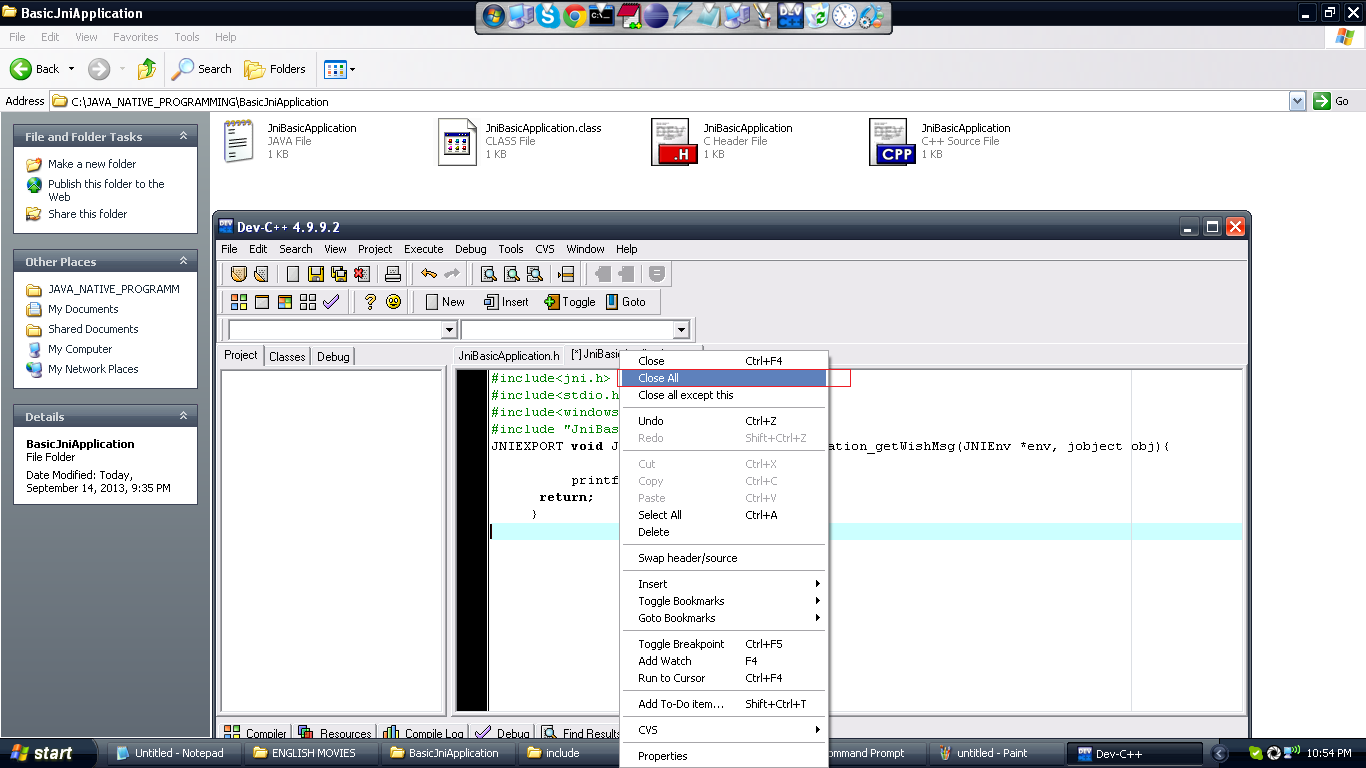 BasicJniApplication
File Edit View Favorites Tools Help
Back Search Folders
Address C:\JAVA_NATIVE_PROGRAMMING\BasicJniApplication Go
File and Folder Tasks
Make a new folder
Publish this folder to the
Web
Share this folder
Other Places
JAVA_NATIVE_PROGRAMM
My Documents
Shared Documents
My Computer
My Network Places
Details
BasicJniApplication
File Folder
Date Modified: Today,
September 14, 2013, 9:35 PM
JniBasicApplication
JAVA File
1 KB
JniBasicApplication.class
CLASS File
1 KB
DEV
.H
JniBasicApplication
C Header File
1 KB
DEV
CPP
JniBasicApplication
C++ Source File
1 KB
Dev-C++ 4.9.9.2
File Edit Search View Project Execute Debug Tools CVS Window Help
New Insert Toggle Goto
Project Classes Debug
JniBasicApplication.h [*] JniBas
#include<jni.h>
#include<stdio.h
#include<windows
#include "JniBas
JNIEXPORT void J ation_getWishMsg(JNIEnv *env, jobject obj){
printf
return;
}
Close Ctrl+F4
Close All
Close all except this
Undo Ctrl+Z
Redo Shift+Ctrl+Z
Cut Ctrl+X
Copy Ctrl+C
Paste Ctrl+V
Select All Ctrl+A
Delete
Swap header/source
Insert
Toggle Bookmarks
Goto Bookmarks
Toggle Breakpoint Ctrl+F5
Add Watch F4
Run to Cursor Ctrl+F4
Add To-Do item... Shift+Ctrl+T
CVS
Properties
Compiler Resources Compile Log Debug Find Results
start Untitled - Notepad ENGLISH MOVIES BasicJniApplication include ommand Prompt untitled - Paint Dev-C++ 10:54 PM